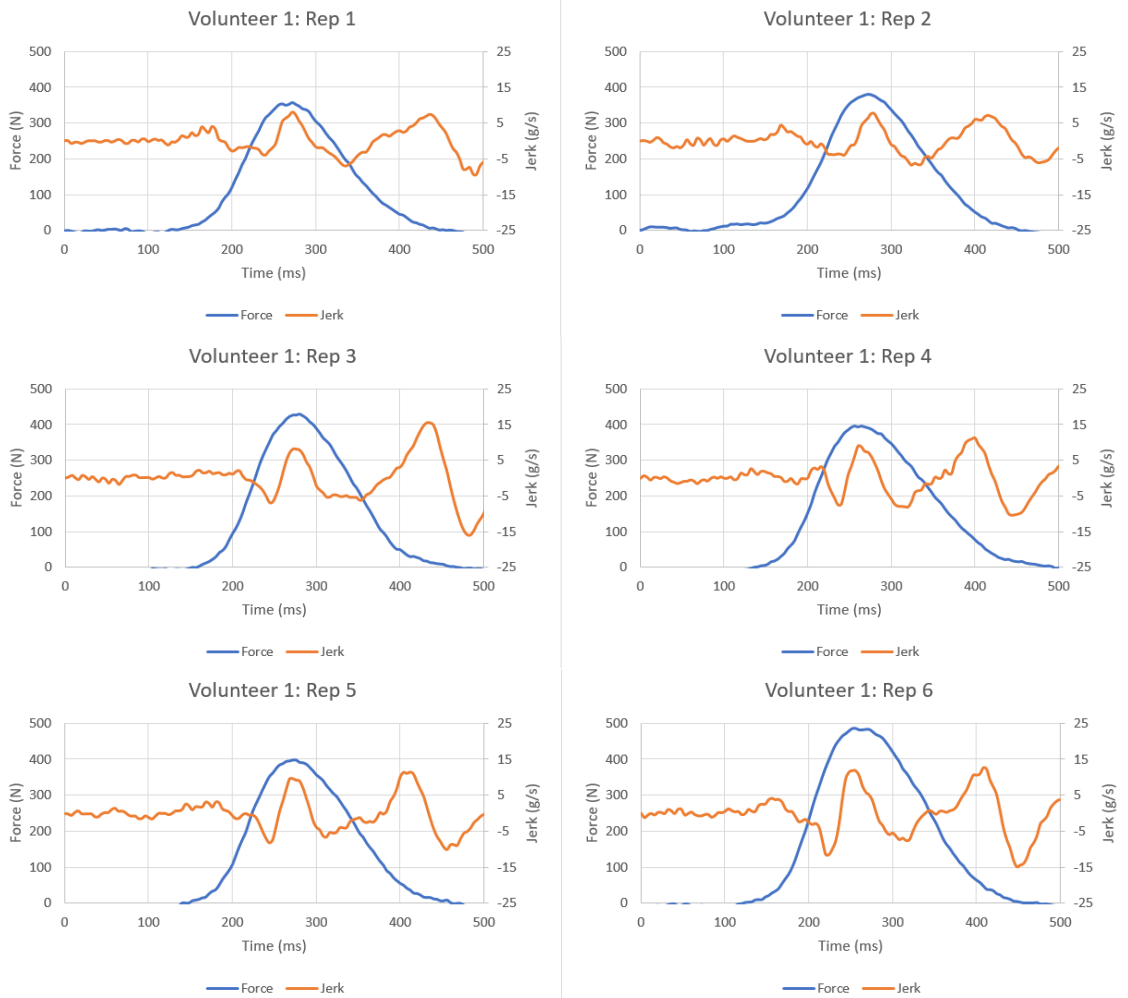 Volunteer 1: Rep 1
500
400
300
200
100
0
Force (N)
25
15
5
-5
-15
-25
Jerk (g/s)
0 100 200 300 400 500
Time (ms)
Force Jerk
Volunteer 1: Rep 2
500
400
300
200
100
0
Force (N)
25
15
5
-5
-15
-25
Jerk (g/s)
0 100 200 300 400 500
Time (ms)
Force Jerk
Volunteer 1: Rep 3
500
400
300
200
100
0
Force (N)
25
15
5
-5
-15
-25
Jerk (g/s)
0 100 200 300 400 500
Time (ms)
Force Jerk
Volunteer 1: Rep 4
500
400
300
200
100
0
Force (N)
25
15
5
-5
-15
-25
Jerk (g/s)
0 100 200 300 400 500
Time (ms)
Force Jerk
Volunteer 1: Rep 5
500
400
300
200
100
0
Force (N)
25
15
5
-5
-15
-25
Jerk (g/s)
0 100 200 300 400 500
Time (ms)
Force Jerk
Volunteer 1: Rep 6
500
400
300
200
100
0
Force (N)
25
15
5
-5
-15
-25
Jerk (g/s)
0 100 200 300 400 500
Time (ms)
Force Jerk